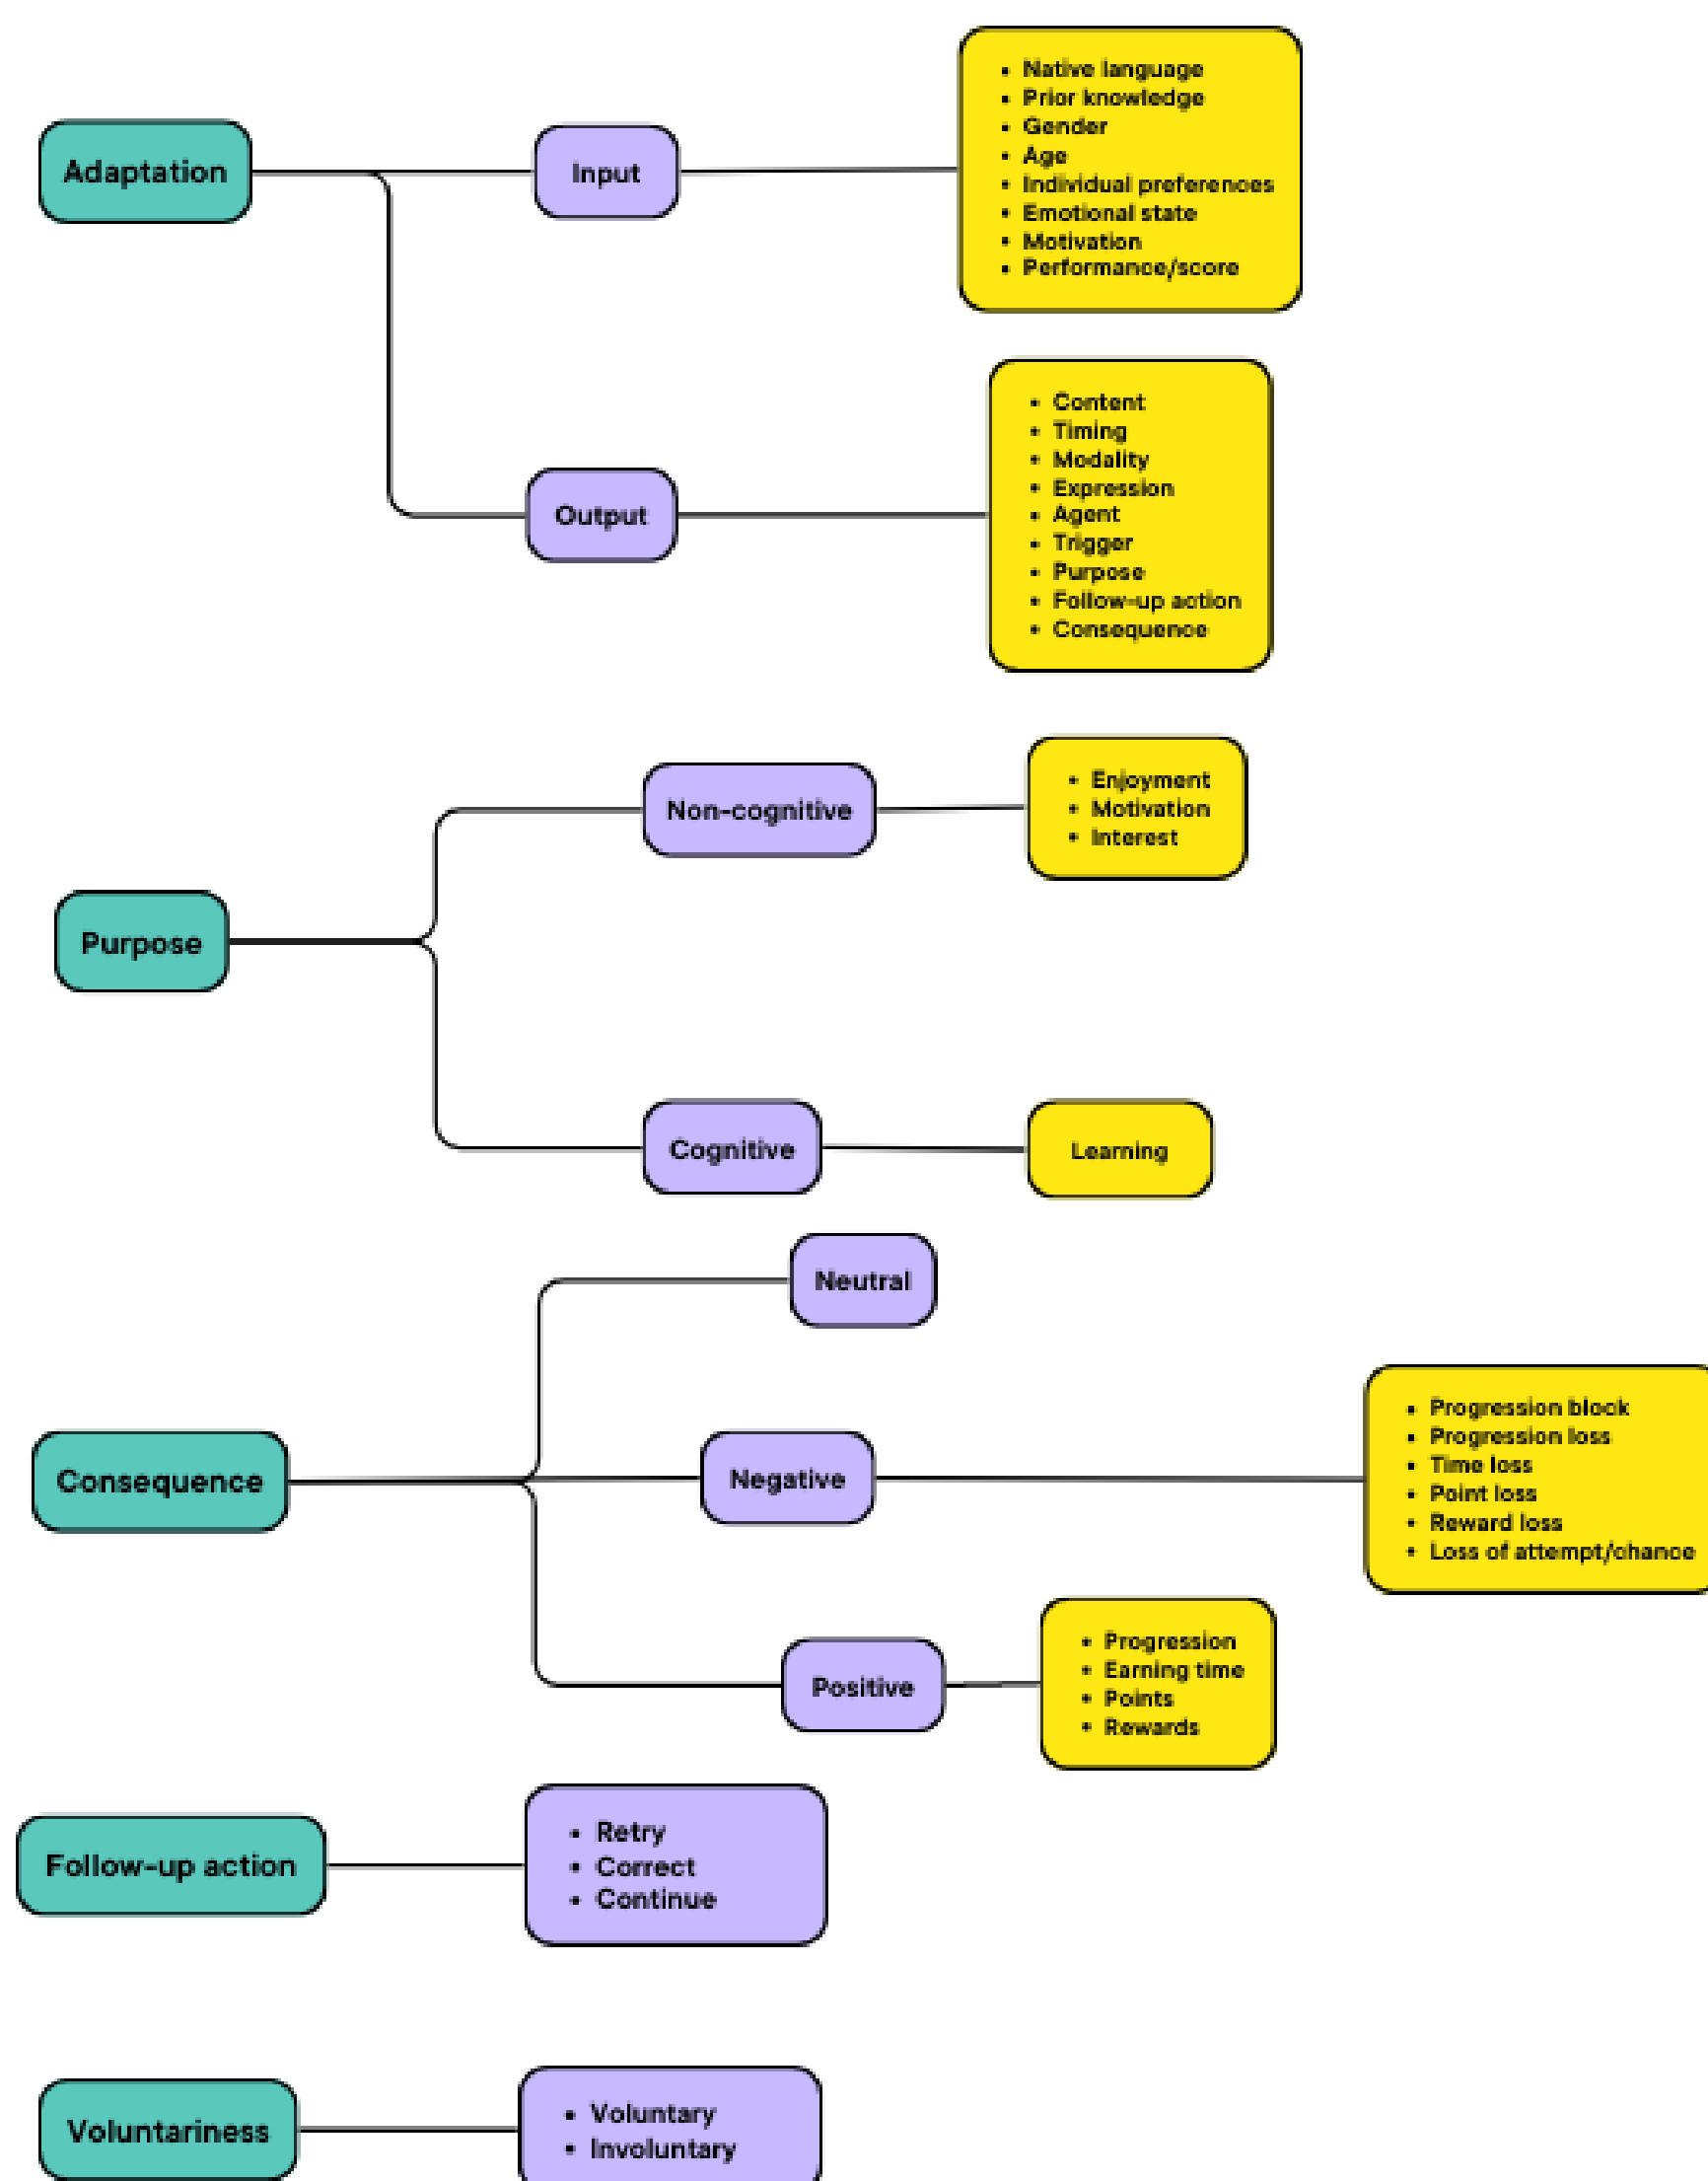 Adaptation
Input
• Native language
• Prior knowledge
• Gender
• Age
• Individual preferences
• Emotional state
• Motivation
• Performance/score
Output
• Content
• Timing
• Modality
• Expression
• Agent
• Trigger
• Purpose
• Follow-up action
• Consequence
Purpose
Non-cognitive
• Enjoyment
• Motivation
• Interest
Cognitive
Learning
Consequence
Neutral
Negative
• Progression block
• Progression loss
• Time loss
• Point loss
• Reward loss
• Loss of attempt/chance
Positive
• Progression
• Earning time
• Points
• Rewards
Follow-up action
• Retry
• Correct
• Continue
Voluntariness
• Voluntary
• Involuntary